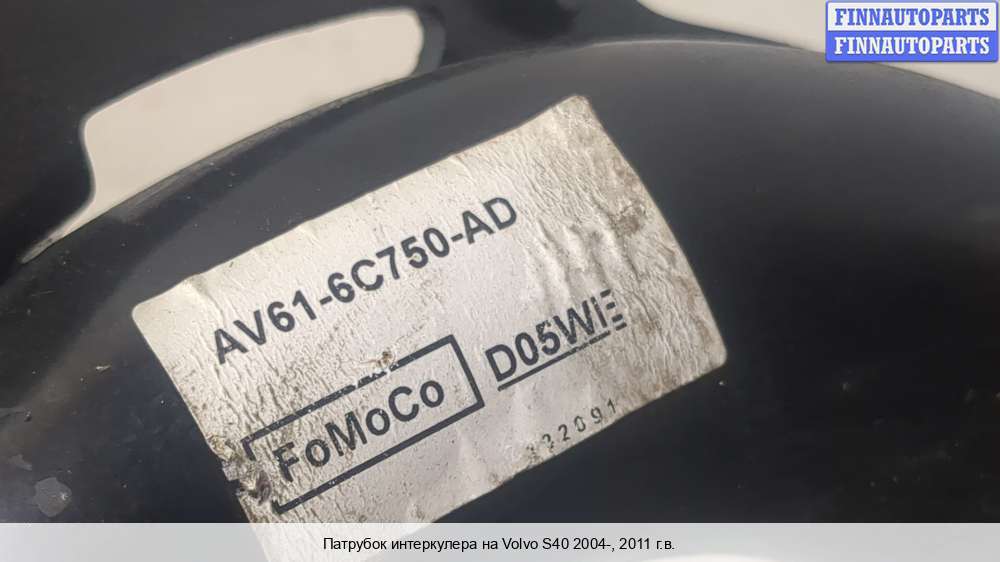 FINNAUTOPARTS
FINNAUTOPARTS
AV61-6C750-AD
FoMoCo
D05WE
Патрубок интеркулера на Volvo S40 2004-, 2011 г.в.